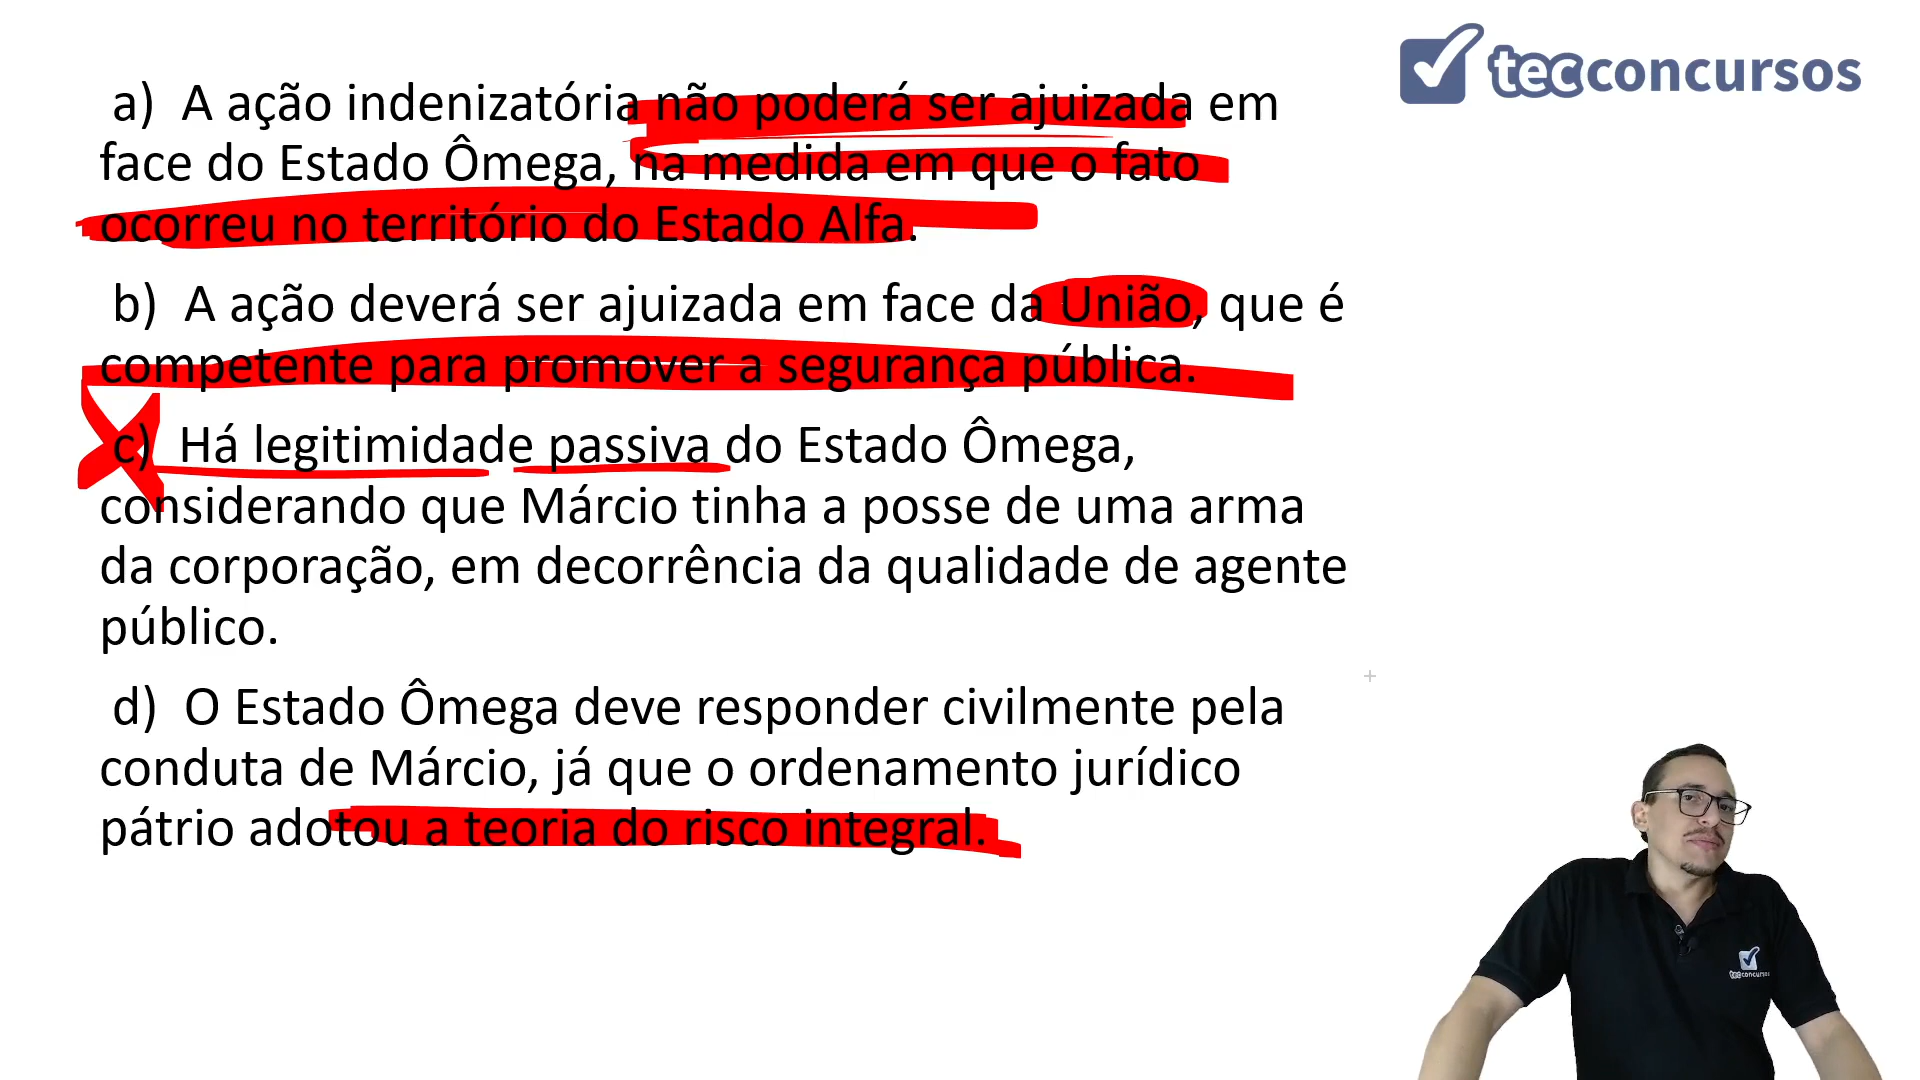 tecconcursos
a) A ação indenizatória não poderá ser ajuizada em
face do Estado Ômega, na medida em que o fato
ocorreu no território do Estado Alfa.
b) A ação deverá ser ajuizada em face da União, que é
competente para promover a segurança pública.
c) Há legitimidade passiva do Estado Ômega,
considerando que Márcio tinha a posse de uma arma
da corporação, em decorrência da qualidade de agente
público.
d) O Estado Ômega deve responder civilmente pela
conduta de Márcio, já que o ordenamento jurídico
pátrio adotou a teoria do risco integral.
tecconcursos